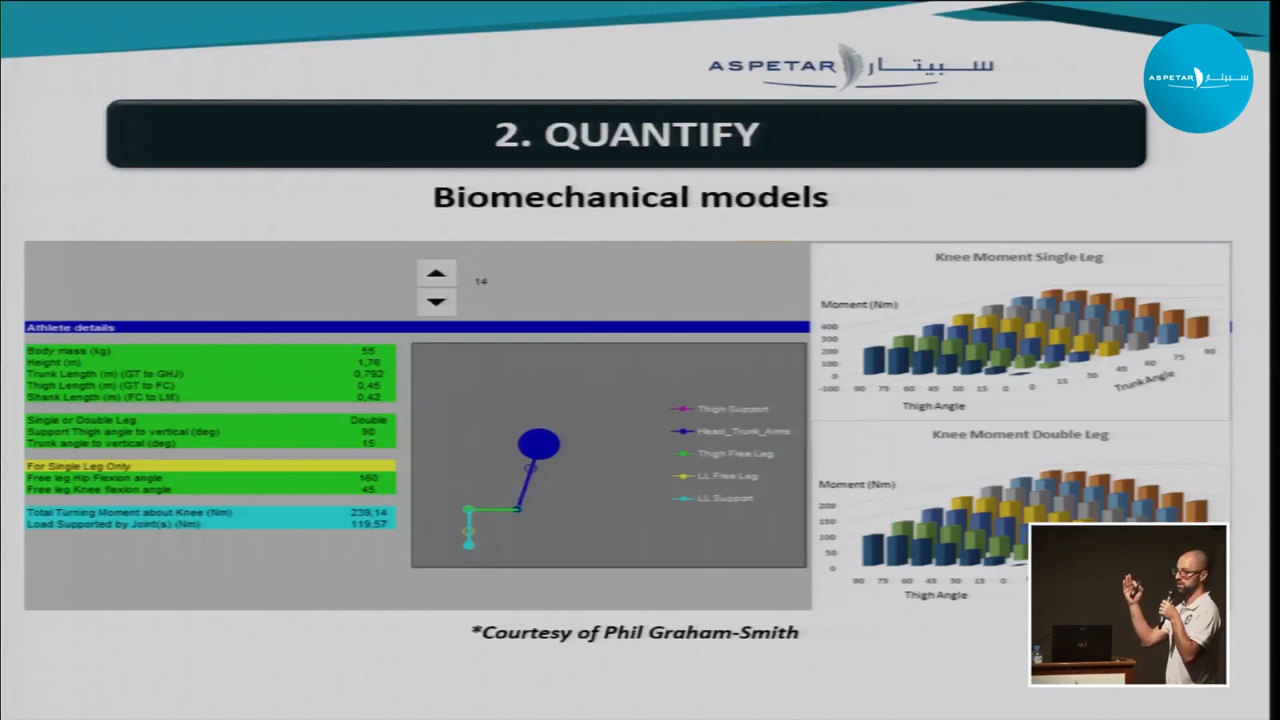 ASPETAR سبيتار
ASPETAR سبيتار
2. QUANTIFY
Biomechanical models
14
Athlete details
Body mass (kg) 55
Height (m) 1,76
Trunk Length (m) (GT to GHJ) 0,792
Thigh Length (m) (GT to FC) 0,45
Shank Length (m) (FC to LM) 0,42
Single or Double Leg Double
Support Thigh angle to vertical (deg) 90
Trunk angle to vertical (deg) 15
For Single Leg Only
Free leg Hip Flexion angle 160
Free leg Knee flexion angle 45
Total Turning Moment about Knee (Nm) 239,14
Load Supported by Joint(s) (Nm) 119,57
Thigh Support
Head_Trunk_Arms
Thigh Free Leg
LL Free Leg
LL Support
Knee Moment Single Leg
Moment (Nm)
400
300
200
100
0
-100
90 75 60 45 30 15 0
0 15 30 45 60 75 90
Thigh Angle
Trunk Angle
Knee Moment Double Leg
Moment (Nm)
200
150
100
50
0
90 75 60 45 30 15 0
Thigh Angle
*Courtesy of Phil Graham-Smith